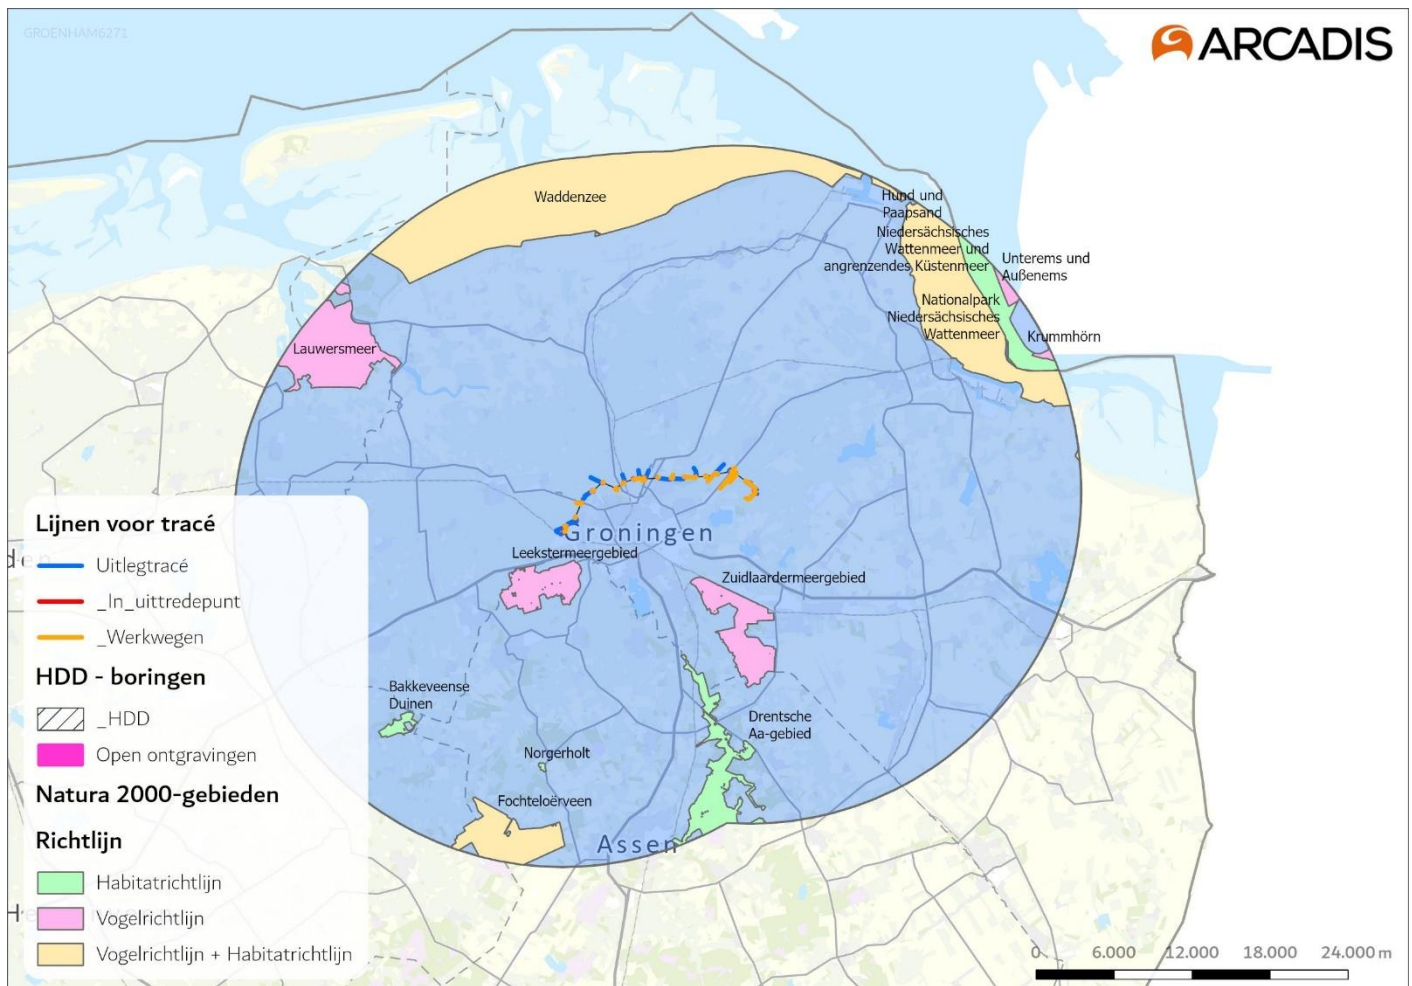 GROENHAM6271
ARCADIS
Waddenzee
Hund und
Paapsand
Niedersächsisches
Wattenmeer und
angrenzendes Küstenmeer
Unterems und
Außenems
Nationalpark
Niedersächsisches
Wattenmeer
Krummhörn
Lauwersmeer
Groningen
Leekstermeergebied
Zuidlaardermeergebied
Bakkeveense
Duinen
Drentsche
Aa-gebied
Norgerholt
Fochteloërveen
Assen
Lijnen voor tracé
Uitlegtracé
_In_uittredepunt
_Werkwegen
HDD - boringen
_HDD
Open ontgravingen
Natura 2000-gebieden
Richtlijn
Habitatrichtlijn
Vogelrichtlijn
Vogelrichtlijn + Habitatrichtlijn
0 6.000 12.000 18.000 24.000 m